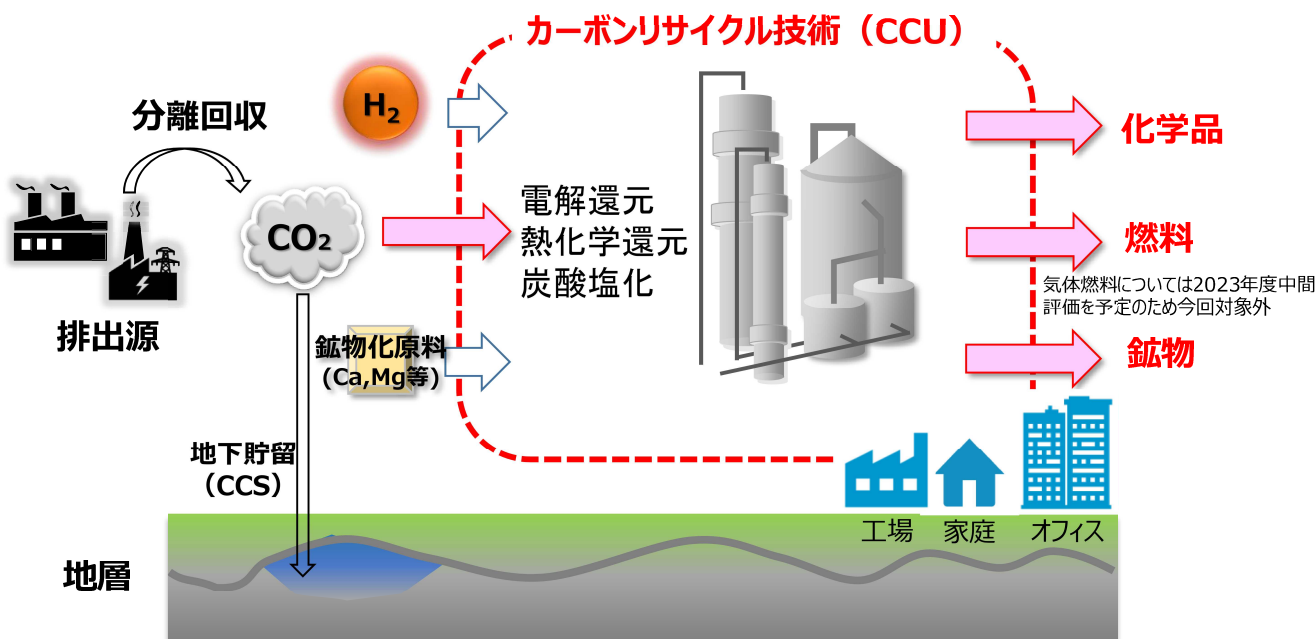 カーボンリサイクル技術（CCU）
H₂
分離回収
化学品
電解還元
熱化学還元
炭酸塩化
CO₂
燃料
気体燃料については2023年度中間
評価を予定のため今回対象外
排出源
鉱物化原料
(Ca,Mg等)
鉱物
地下貯留
（CCS）
工場
家庭
オフィス
地層